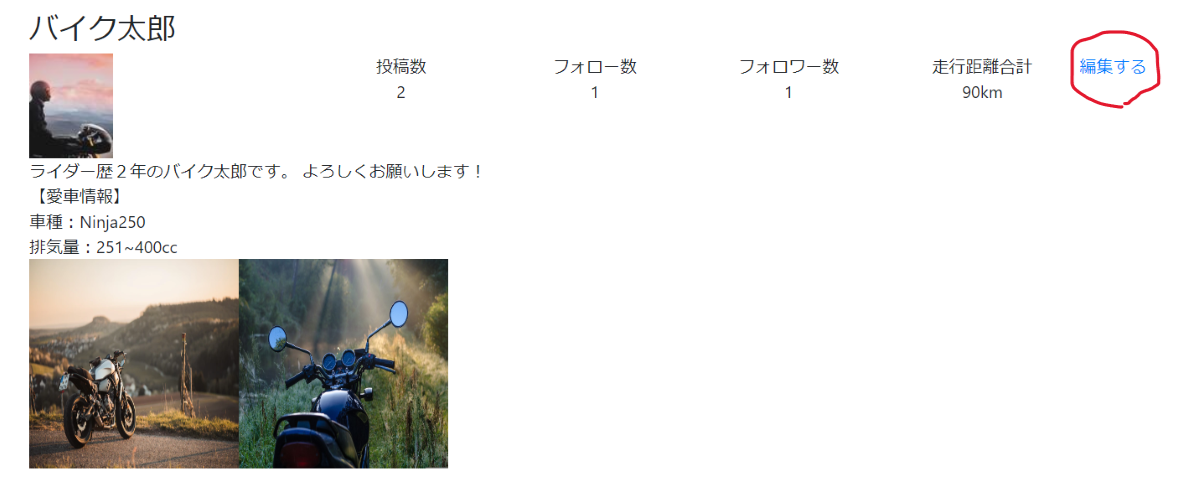 バイク太郎
投稿数 フォロー数 フォロワー数 走行距離合計 編集する
2 1 1 90km
ライダー歴２年のバイク太郎です。 よろしくお願いします！
【愛車情報】
車種：Ninja250
排気量：251~400cc